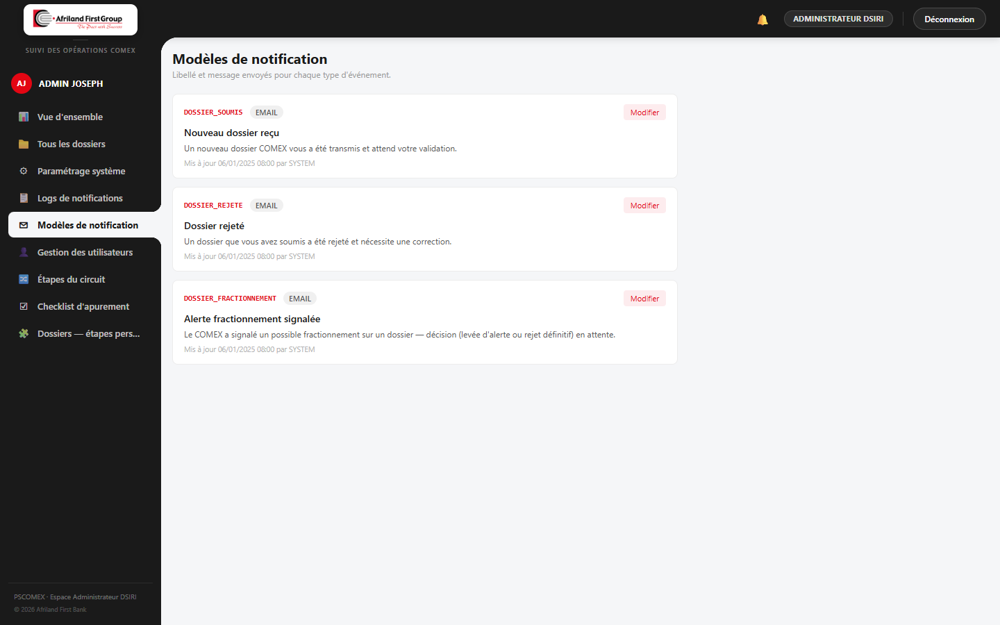 Afriland First Group
The Pact with Success
SUIVI DES OPÉRATIONS COMEX
AJ
ADMIN JOSEPH
Vue d'ensemble
Tous les dossiers
Paramétrage système
Logs de notifications
Modèles de notification
Gestion des utilisateurs
Étapes du circuit
Checklist d'apurement
Dossiers — étapes pers...
PSCOMEX · Espace Administrateur DSIRI
© 2026 Afriland First Bank
ADMINISTRATEUR DSIRI
Déconnexion
Modèles de notification
Libellé et message envoyés pour chaque type d'événement.
DOSSIER_SOUMIS EMAIL Modifier
Nouveau dossier reçu
Un nouveau dossier COMEX vous a été transmis et attend votre validation.
Mis à jour 06/01/2025 08:00 par SYSTEM
DOSSIER_REJETE EMAIL Modifier
Dossier rejeté
Un dossier que vous avez soumis a été rejeté et nécessite une correction.
Mis à jour 06/01/2025 08:00 par SYSTEM
DOSSIER_FRACTIONNEMENT EMAIL Modifier
Alerte fractionnement signalée
Le COMEX a signalé un possible fractionnement sur un dossier — décision (levée d'alerte ou rejet définitif) en attente.
Mis à jour 06/01/2025 08:00 par SYSTEM